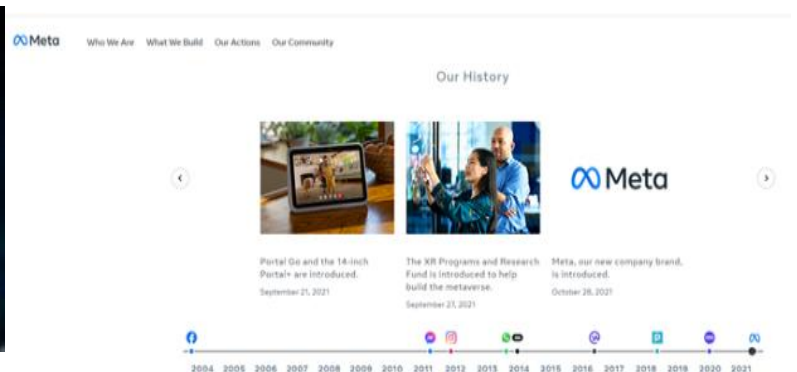 Meta
Who We Are What We Build Our Actions Our Community
Our History
Meta
Portal Go and the 14-inch
Portal+ are introduced.
September 21, 2021
The XR Programs and Research
Fund is introduced to help
build the metaverse.
September 27, 2021
Meta, our new company brand,
is introduced.
October 28, 2021
2004 2005 2006 2007 2008 2009 2010 2011 2012 2013 2014 2015 2016 2017 2018 2019 2020 2021